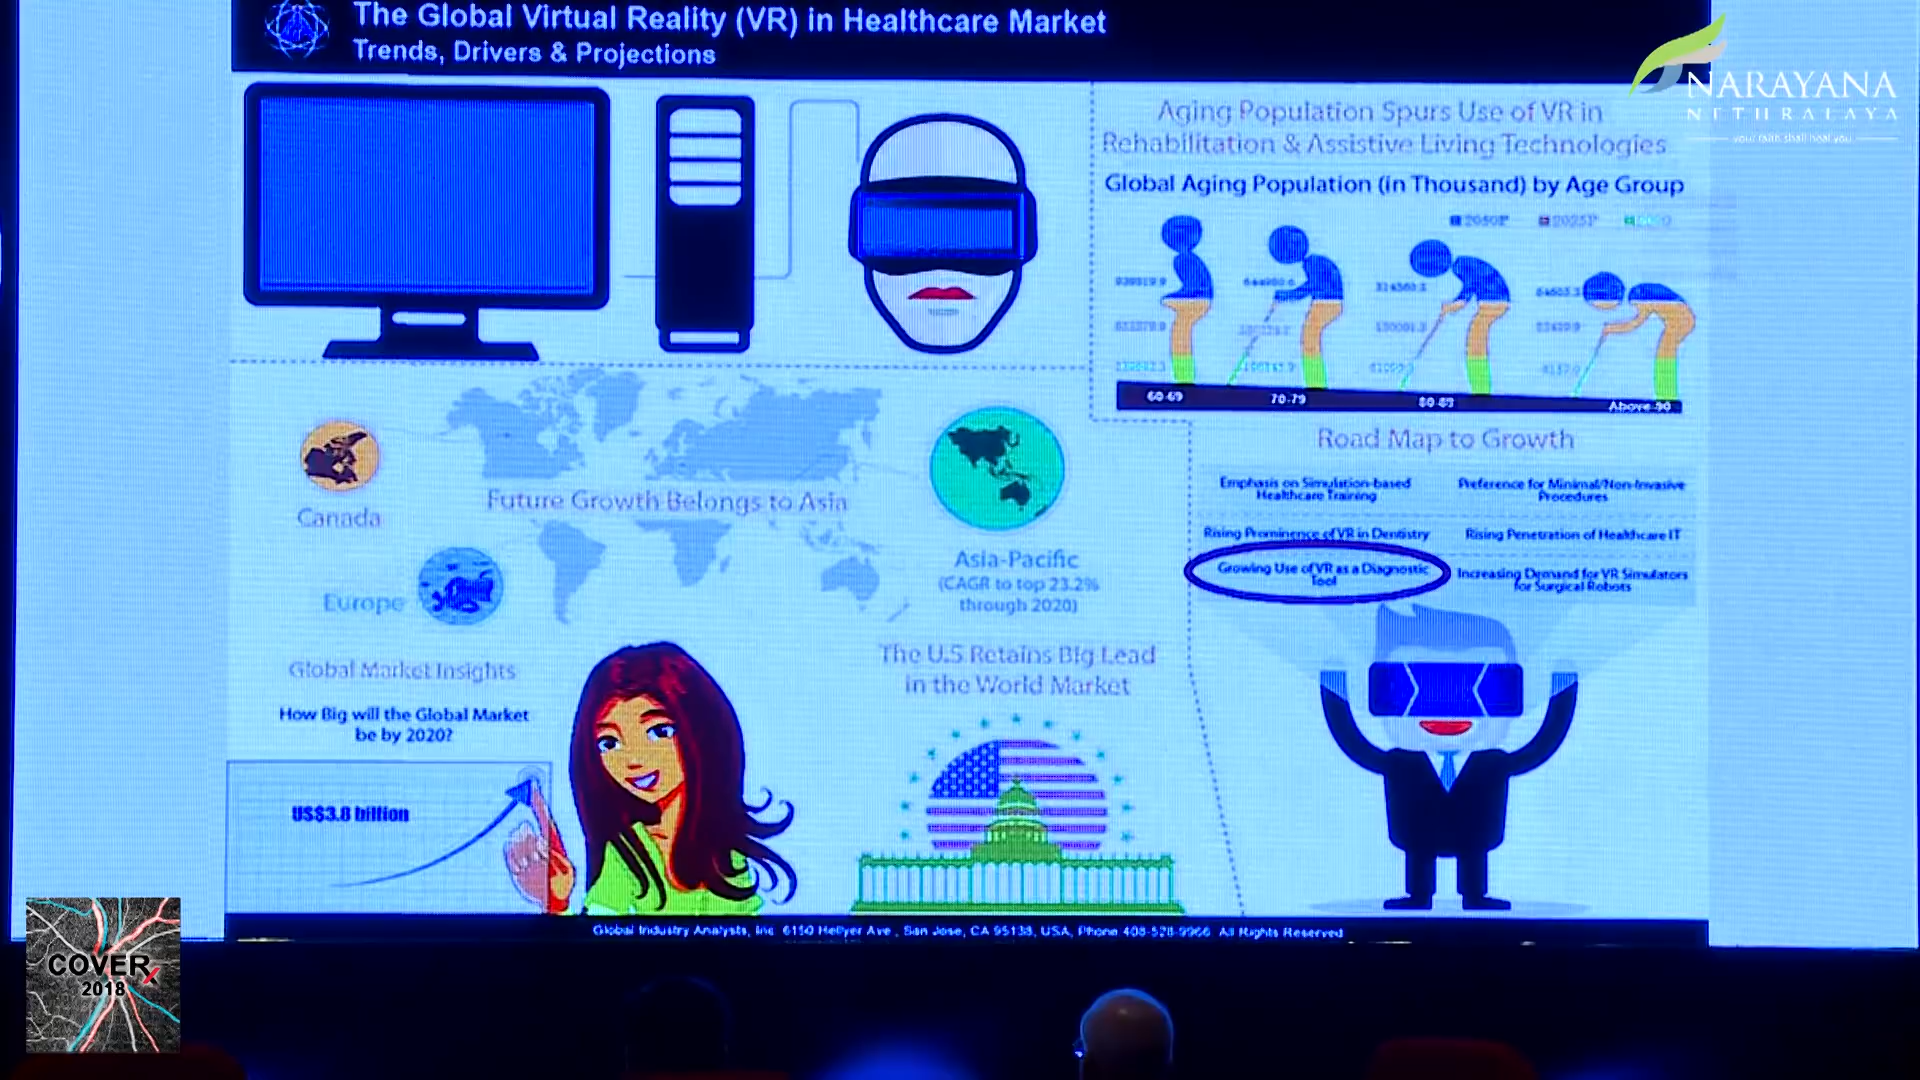 The Global Virtual Reality (VR) in Healthcare Market
Trends, Drivers & Projections
NARAYANA
NETHRALAYA
your faith shall heal you
Aging Population Spurs Use of VR in
Rehabilitation & Assistive Living Technologies
Global Aging Population (in Thousand) by Age Group
2050P
2025P
60-69
70-79
80-89
Above 90
Canada
Future Growth Belongs to Asia
Europe
Asia-Pacific
(CAGR to top 23.2%
through 2020)
Road Map to Growth
Emphasis on Simulation-based
Healthcare Training
Preference for Minimal/Non-Invasive
Procedures
Rising Prominence of VR in Dentistry
Rising Penetration of Healthcare IT
Growing Use of VR as a Diagnostic
Tool
Increasing Demand for VR Simulators
for Surgical Robots
Global Market Insights
How Big will the Global Market
be by 2020?
US$3.8 billion
The U.S Retains Big Lead
in the World Market
Global Industry Analysts, Inc. 6150 Hellyer Ave., San Jose, CA 95138, USA, Phone 408-528-9966 All Rights Reserved
COVERx
2018